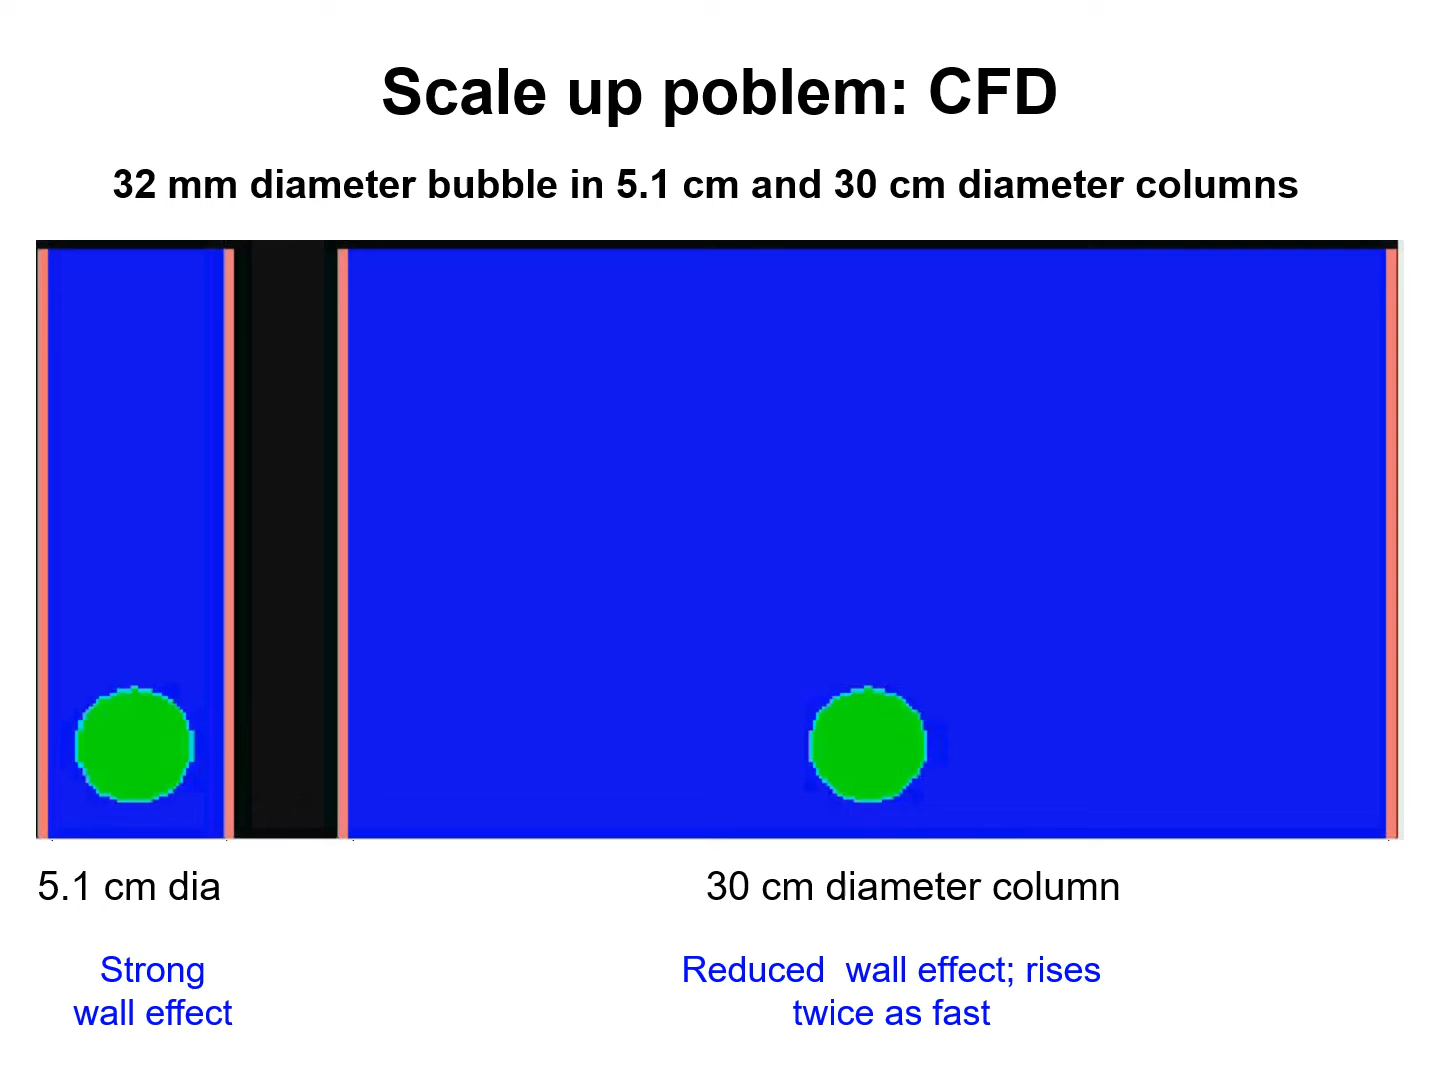 Scale up poblem: CFD
32 mm diameter bubble in 5.1 cm and 30 cm diameter columns
5.1 cm dia
30 cm diameter column
Strong
wall effect
Reduced  wall effect; rises
twice as fast